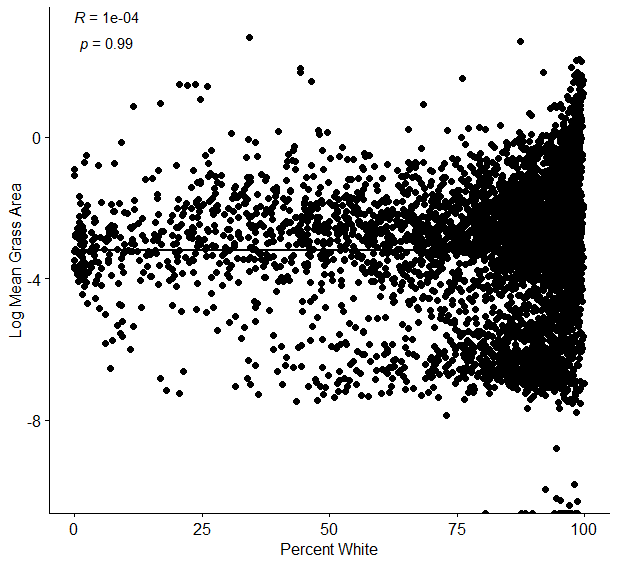 R = 1e-04
p = 0.99
0
-4
-8
Log Mean Grass Area
0 25 50 75 100
Percent White